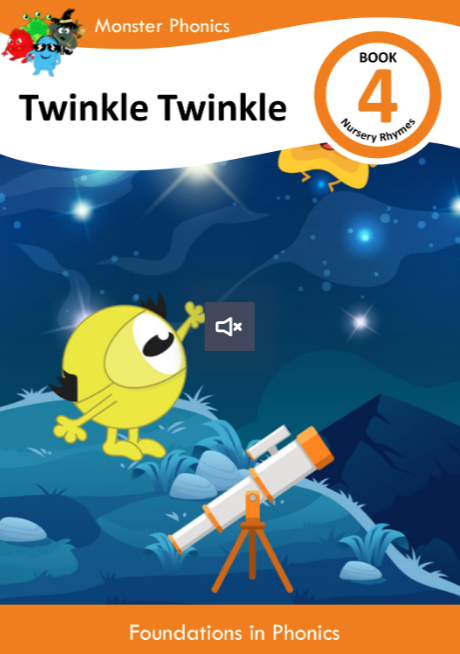 Monster Phonics
Twinkle Twinkle
BOOK
4
Nursery Rhymes
Foundations in Phonics